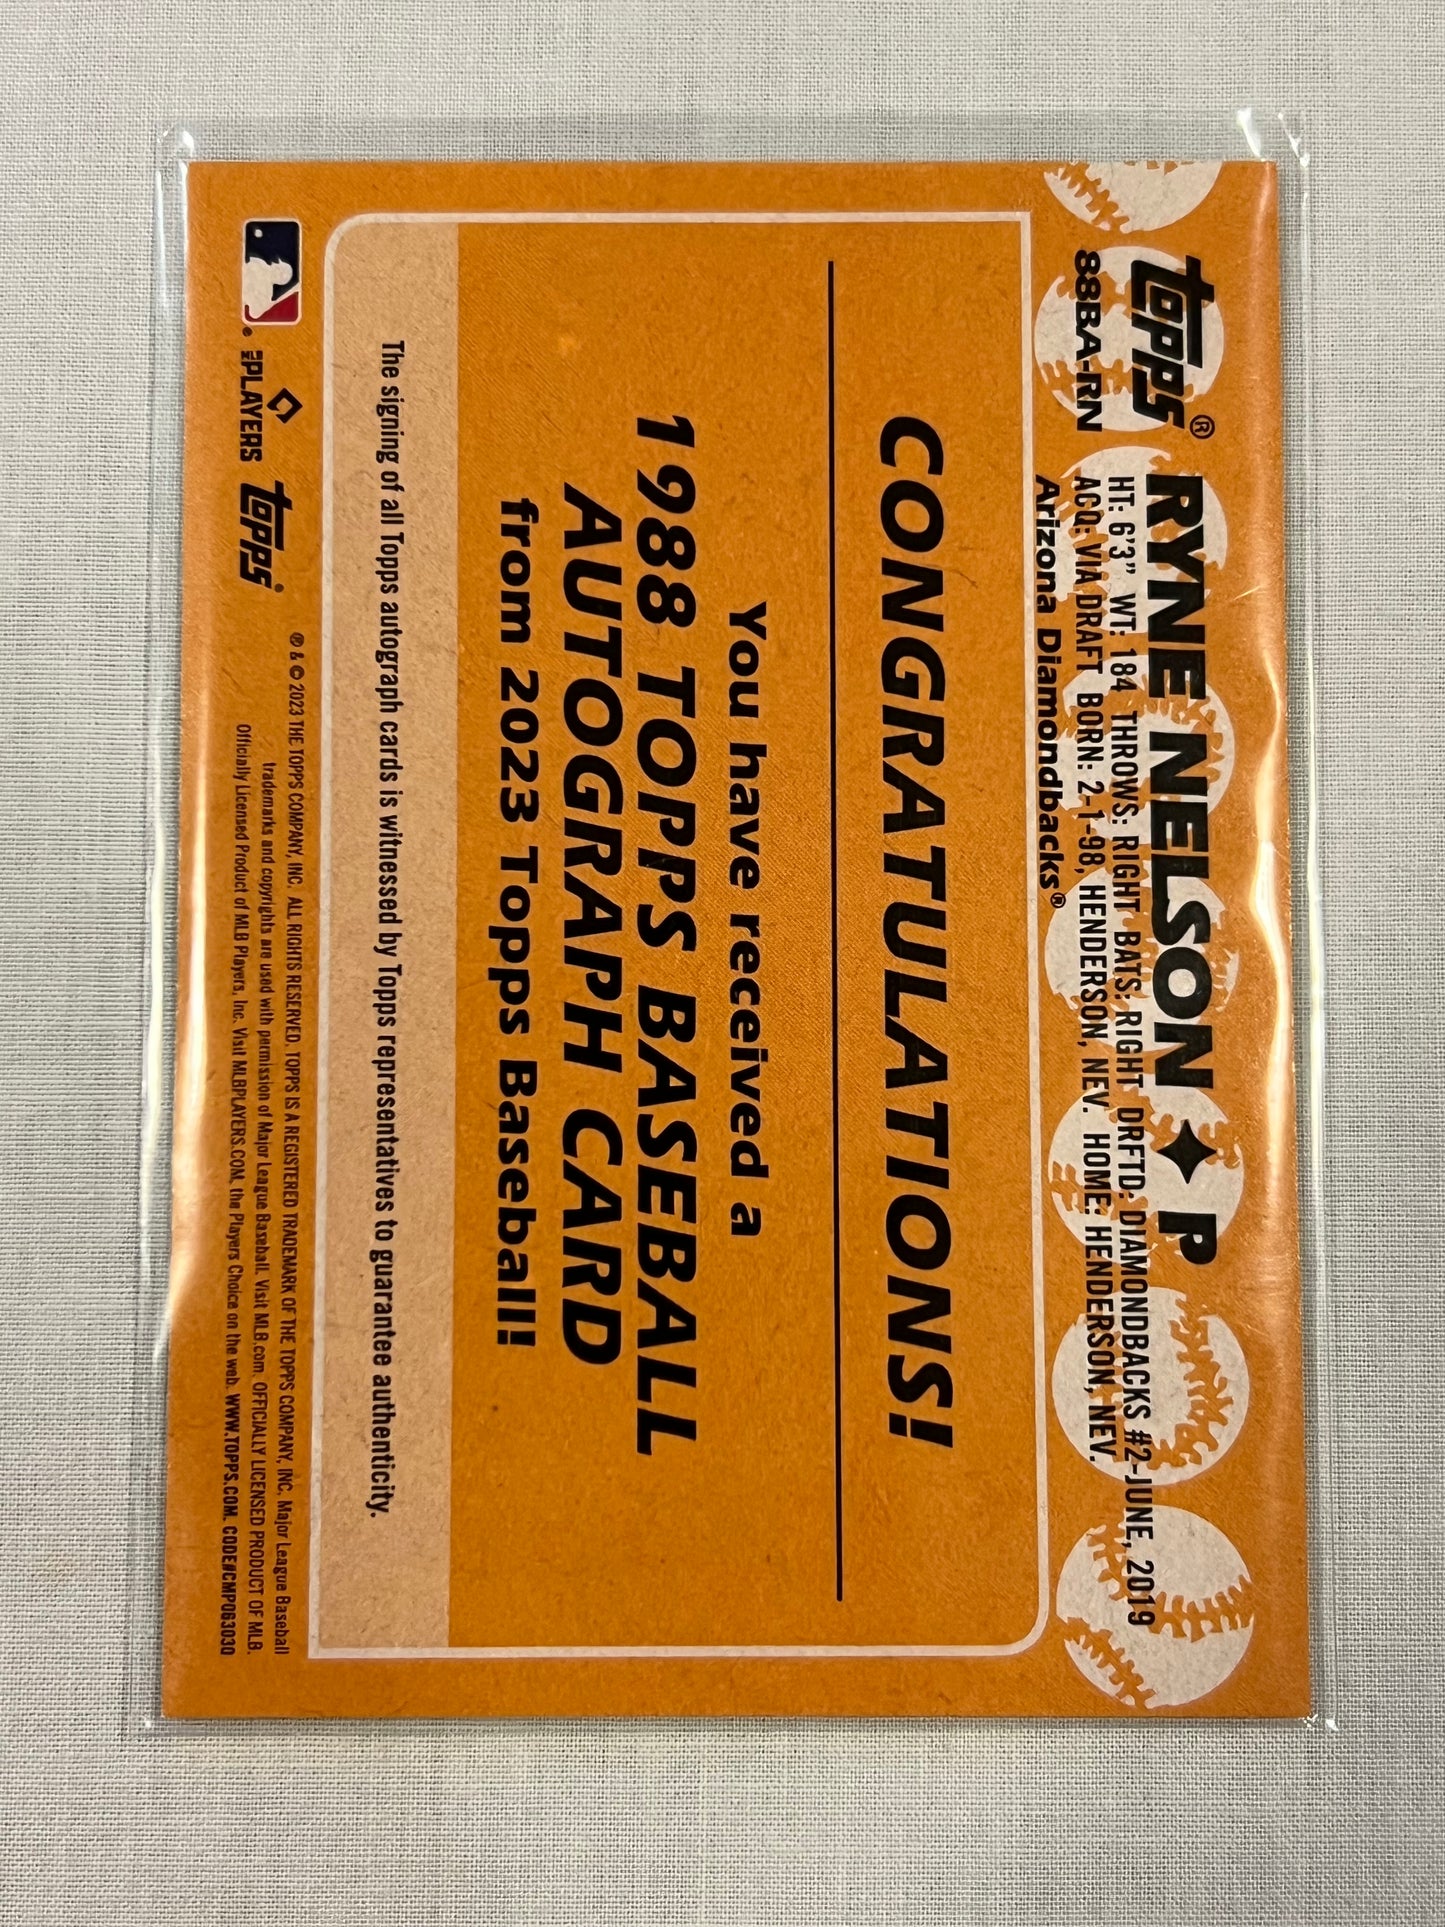 topps®
88BA-RN
RYNE NELSON ✦ P
HT: 6'3" WT: 184 THROWS: RIGHT BATS: RIGHT DRFTD: DIAMONDBACKS #2-JUNE, 2019
ACQ: VIA DRAFT BORN: 2-1-98, HENDERSON, NEV. HOME: HENDERSON, NEV.
Arizona Diamondbacks®
CONGRATULATIONS!
You have received a
1988 TOPPS BASEBALL
AUTOGRAPH CARD
from 2023 Topps Baseball!
The signing of all Topps autograph cards is witnessed by Topps representatives to guarantee authenticity.
® PLAYERS topps®
® & © 2023 THE TOPPS COMPANY, INC. ALL RIGHTS RESERVED. TOPPS IS A REGISTERED TRADEMARK OF THE TOPPS COMPANY, INC. Major League Baseball
trademarks and copyrights are used with permission of Major League Baseball. Visit MLB.com. OFFICIALLY LICENSED PRODUCT OF MLB
Officially Licensed Product of MLB Players, Inc. Visit MLBPLAYERS.COM, the Players Choice on the web. WWW.TOPPS.COM. CODE#CMP063030